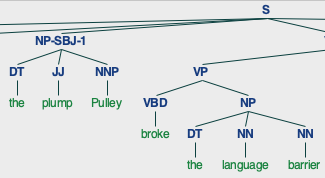 S
NP-SBJ-1 VP
DT JJ NNP VBD NP
the plump Pulley broke DT NN NN
the language barrier